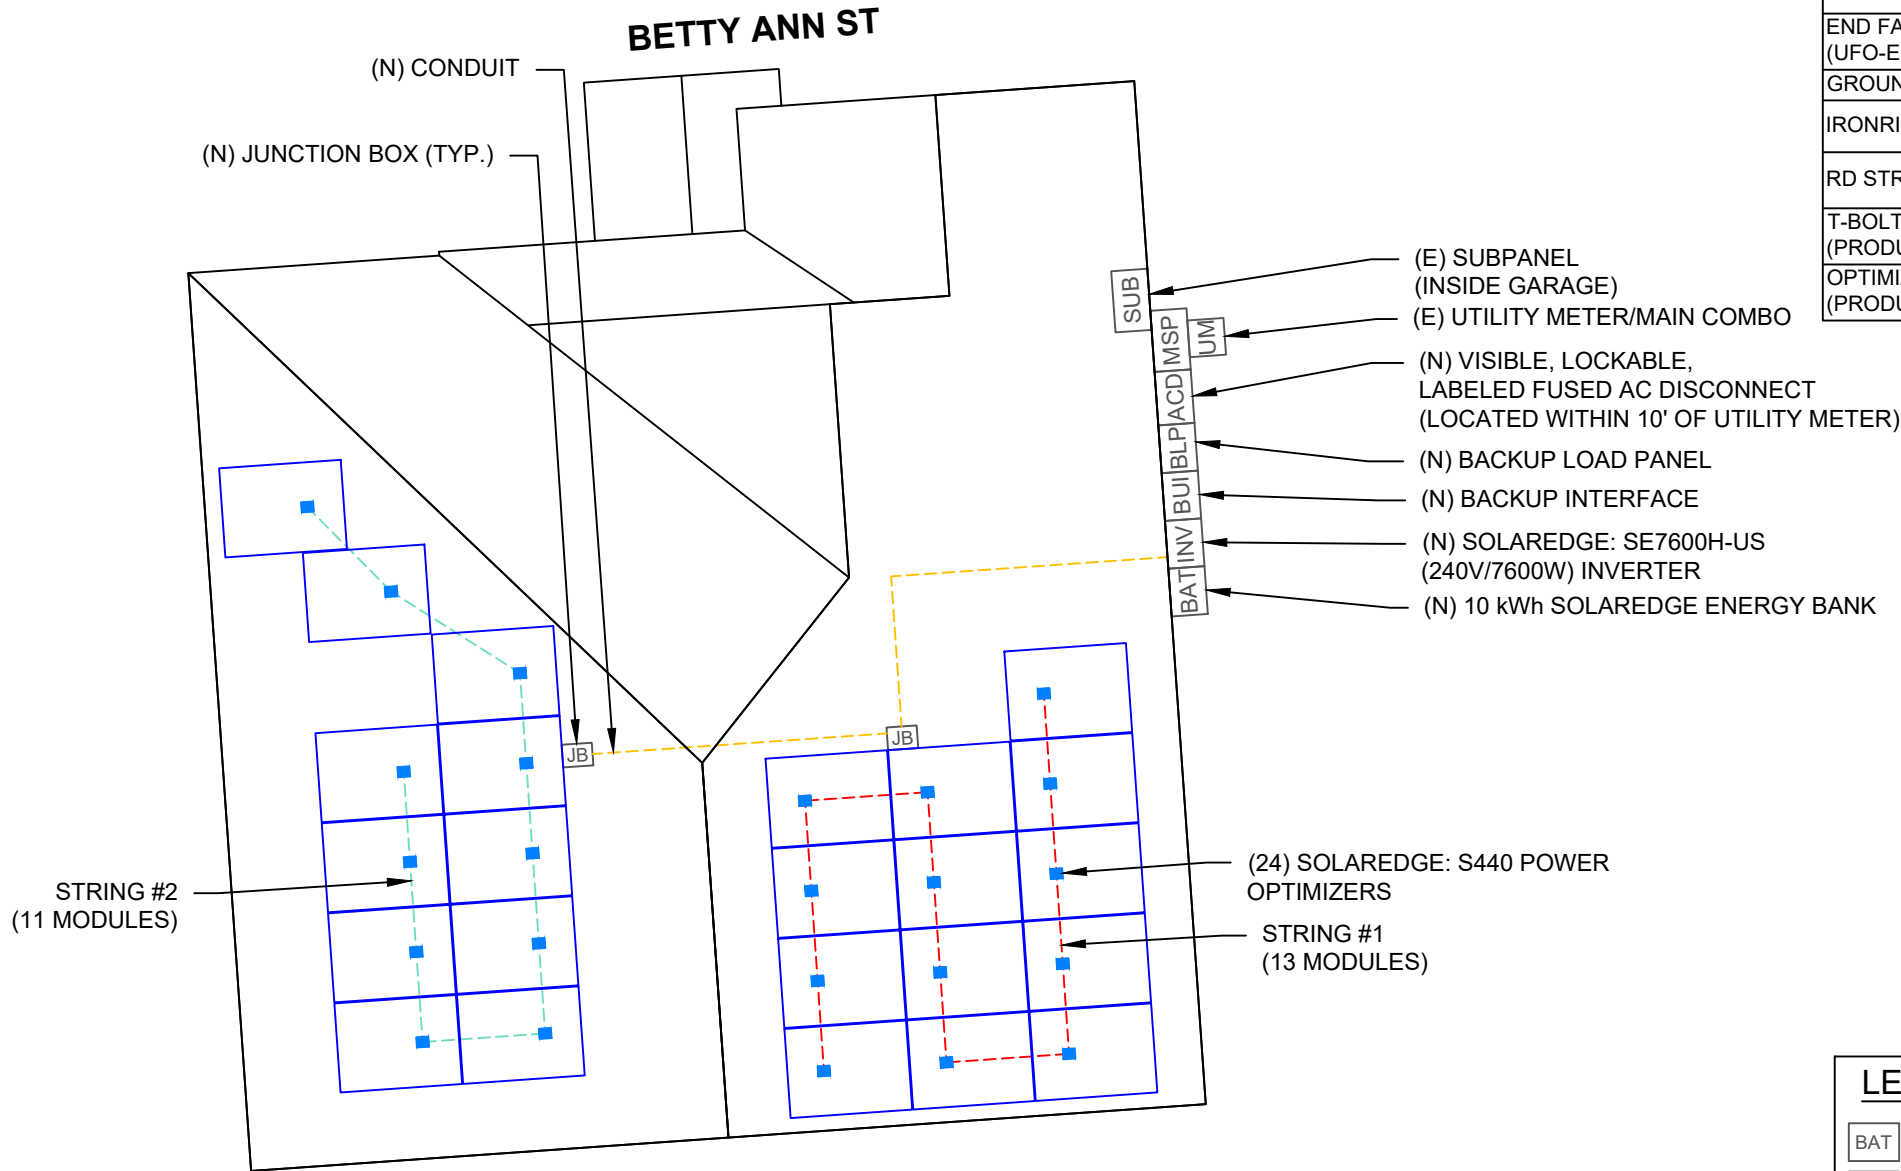 BETTY ANN ST
(N) CONDUIT
(N) JUNCTION BOX (TYP.)
END FA
(UFO-E
GROUN
IRONRI
RD STR
T-BOLT
(PRODU
OPTIMI
(PRODU
(E) SUBPANEL
(INSIDE GARAGE)
(E) UTILITY METER/MAIN COMBO
(N) VISIBLE, LOCKABLE,
LABELED FUSED AC DISCONNECT
(LOCATED WITHIN 10' OF UTILITY METER)
(N) BACKUP LOAD PANEL
(N) BACKUP INTERFACE
(N) SOLAREDGE: SE7600H-US
(240V/7600W) INVERTER
(N) 10 kWh SOLAREDGE ENERGY BANK
SUB
MSP
UM
ACD
BLP
BUI
INV
BAT
JB
JB
STRING #2
(11 MODULES)
(24) SOLAREDGE: S440 POWER
OPTIMIZERS
STRING #1
(13 MODULES)
LE
BAT